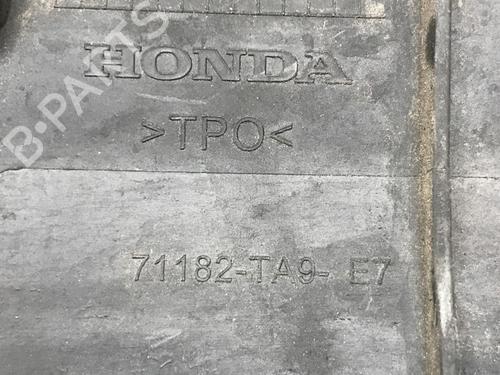 HONDA
>TPO<
71182-TA9- E7
B-PARTS